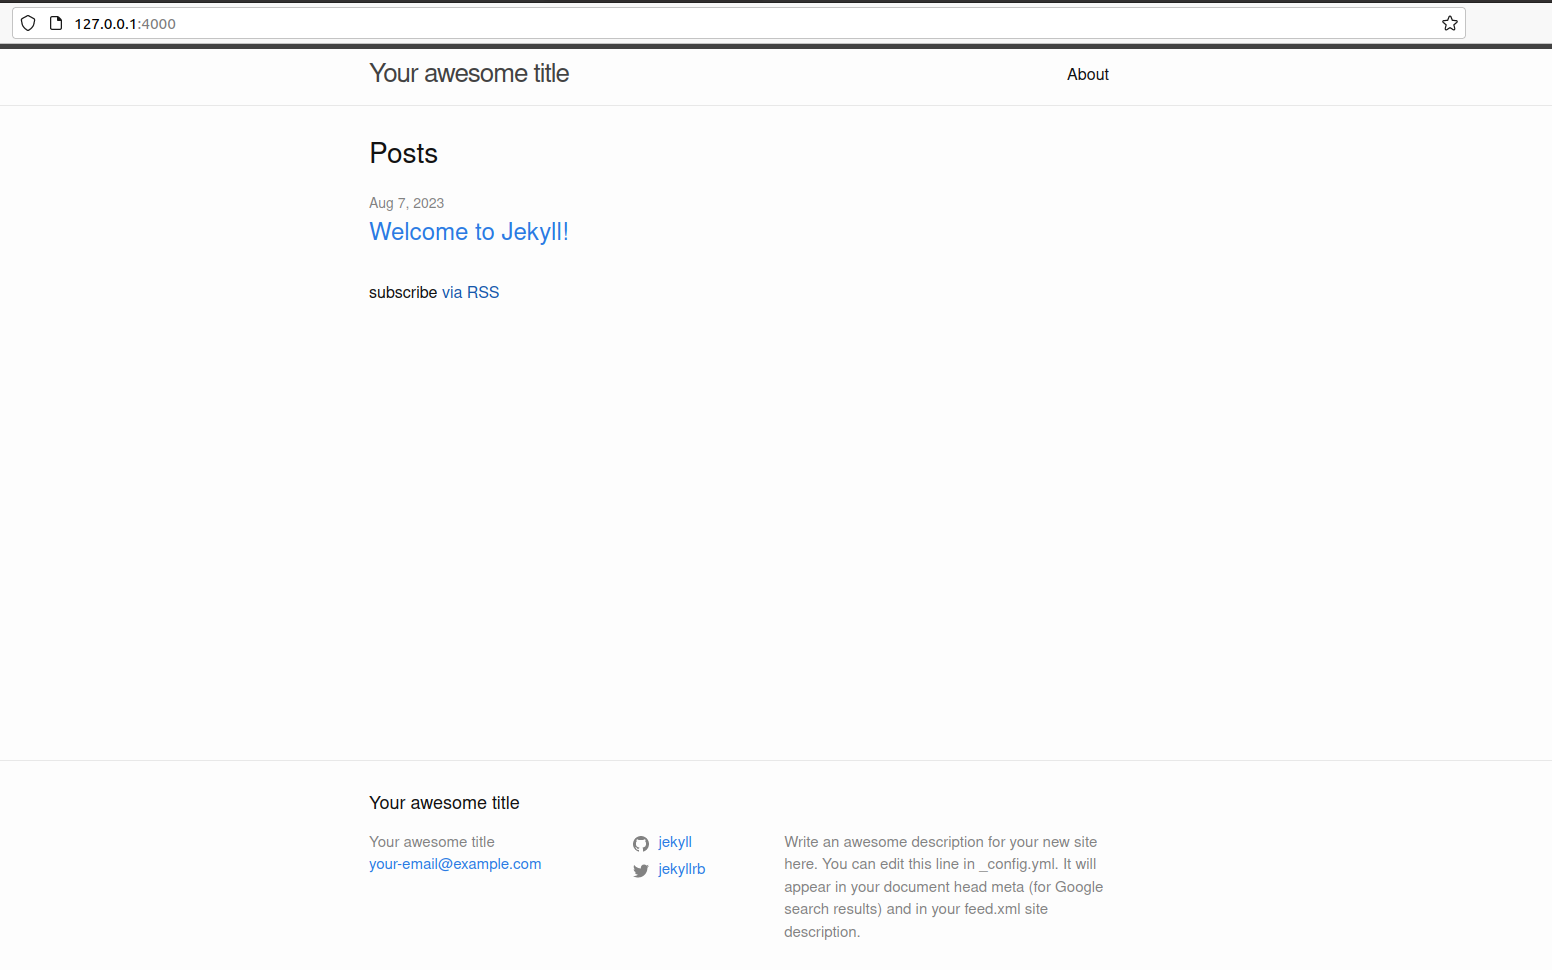 127.0.0.1:4000
Your awesome title
About
Posts
Aug 7, 2023
Welcome to Jekyll!
subscribe via RSS
Your awesome title
Your awesome title
your-email@example.com
jekyll
jekyllrb
Write an awesome description for your new site
here. You can edit this line in _config.yml. It will
appear in your document head meta (for Google
search results) and in your feed.xml site
description.